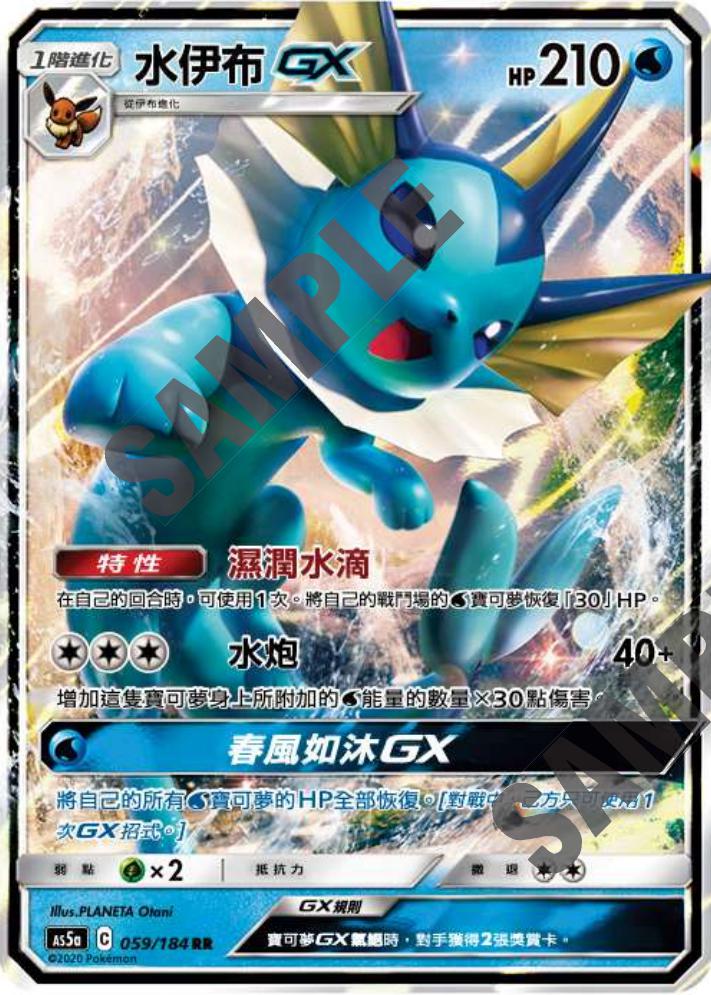 1階進化 水伊布GX HP210
從伊布進化
SAMPLE
特性 濕潤水滴
在自己的回合時,可使用1次。將自己的戰鬥場的寶可夢恢復「30」HP。
水炮 40+
增加這隻寶可夢身上所附加的能量的數量×30點傷害。
春風如沐GX
將自己的所有寶可夢的HP全部恢復。[對戰中,己方只可使用1
次GX招式。]
SAMPLE
弱點 ×2 抵抗力 撤退
Illus.PLANETA Otani GX規則
AS5a C 059/184 RR 寶可夢GX氣絕時,對手獲得2張獎賞卡。
©2020 Pokémon